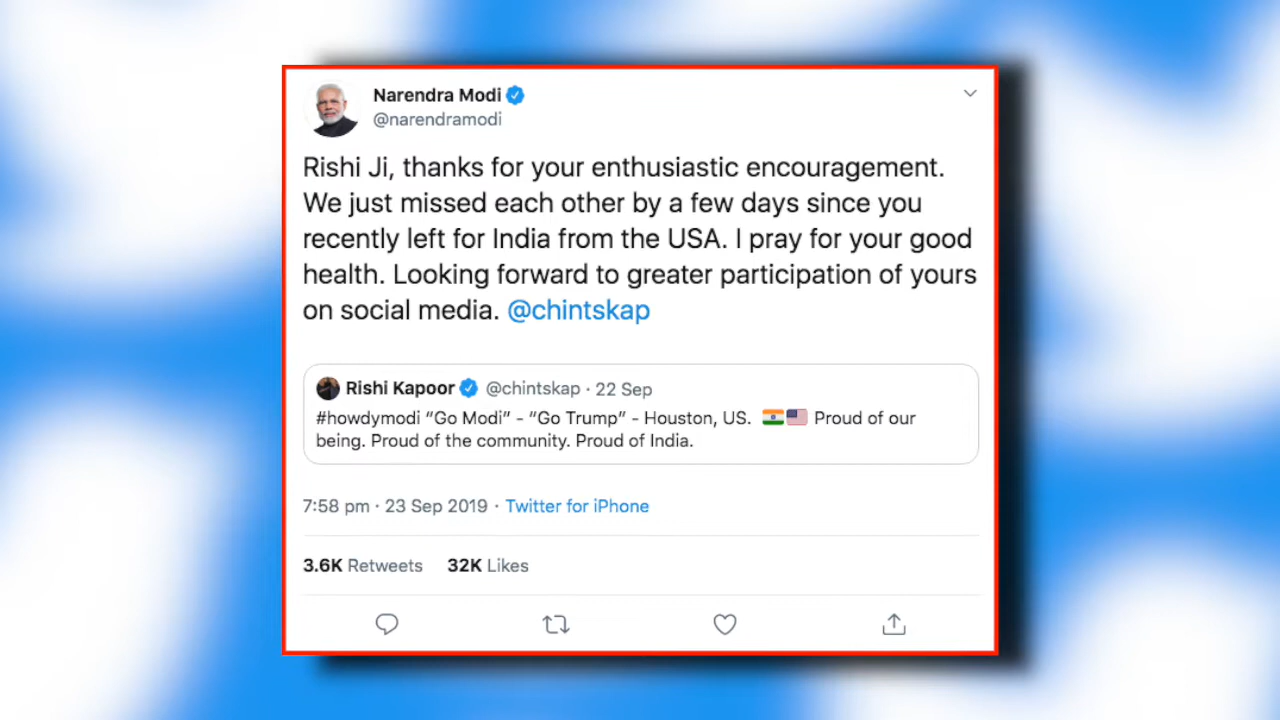 Narendra Modi
@narendramodi
Rishi Ji, thanks for your enthusiastic encouragement.
We just missed each other by a few days since you
recently left for India from the USA. I pray for your good
health. Looking forward to greater participation of yours
on social media. @chintskap
Rishi Kapoor @chintskap · 22 Sep
#howdymodi “Go Modi” - “Go Trump” - Houston, US. 🇮🇳🇺🇸 Proud of our
being. Proud of the community. Proud of India.
7:58 pm · 23 Sep 2019 · Twitter for iPhone
3.6K Retweets 32K Likes